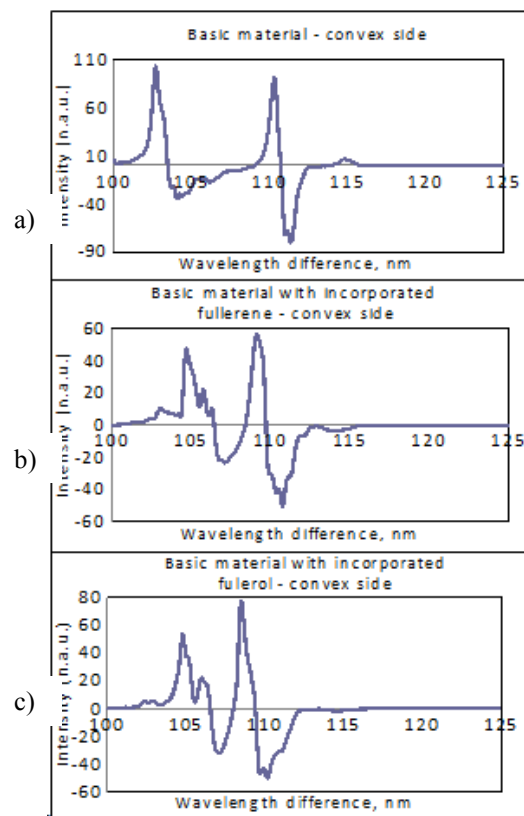 Basic material - convex side
110
60
10
-40
-90
100 105 110 115 120 125
Intensity [n.a.u.]
Wavelength difference, nm
a)
Basic material with incorporated
fullerene - convex side
60
40
20
0
-20
-40
-60
100 105 110 115 120 125
Intensity [n.a.u.]
Wavelength difference, nm
b)
Basic material with incorporated
fulerol - convex side
80
60
40
20
0
-20
-40
-60
100 105 110 115 120 125
Intensity (n.a.u.)
Wavelength difference, nm
c)